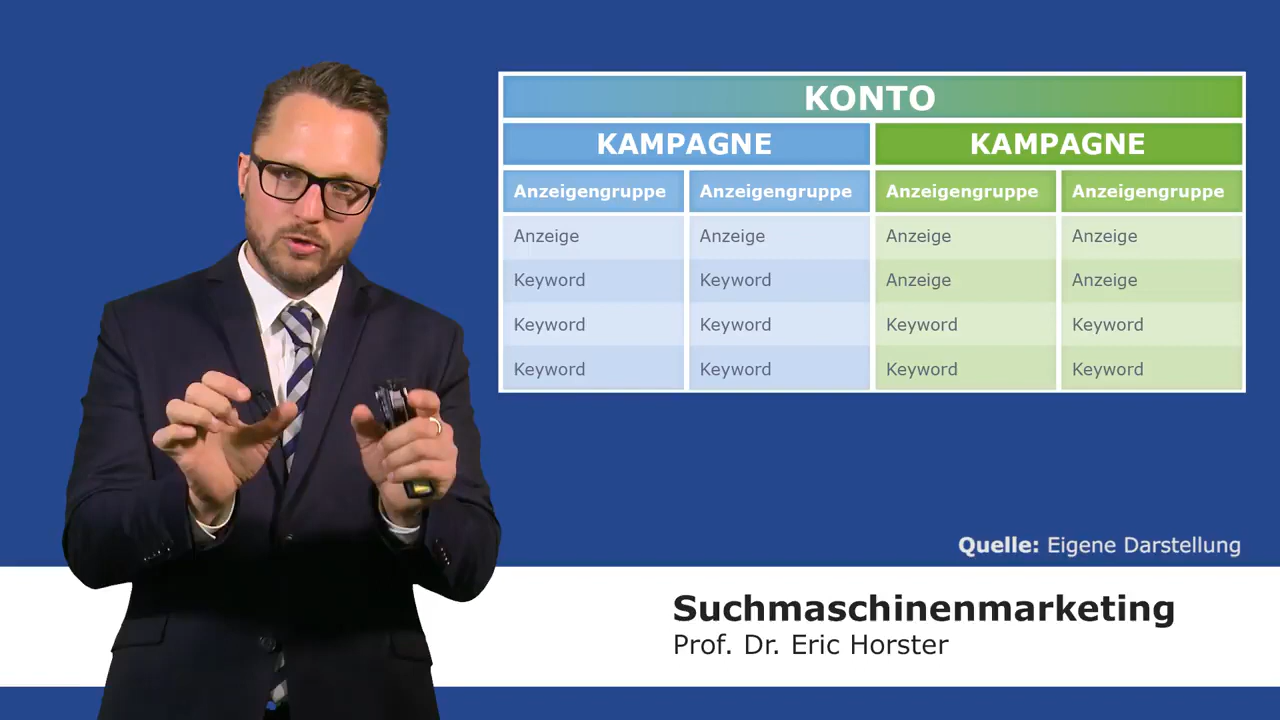 KONTO
KAMPAGNE KAMPAGNE
Anzeigengruppe Anzeigengruppe Anzeigengruppe Anzeigengruppe
Anzeige Anzeige Anzeige Anzeige
Keyword Keyword Anzeige Anzeige
Keyword Keyword Keyword Keyword
Keyword Keyword Keyword Keyword
Quelle: Eigene Darstellung
Suchmaschinenmarketing
Prof. Dr. Eric Horster